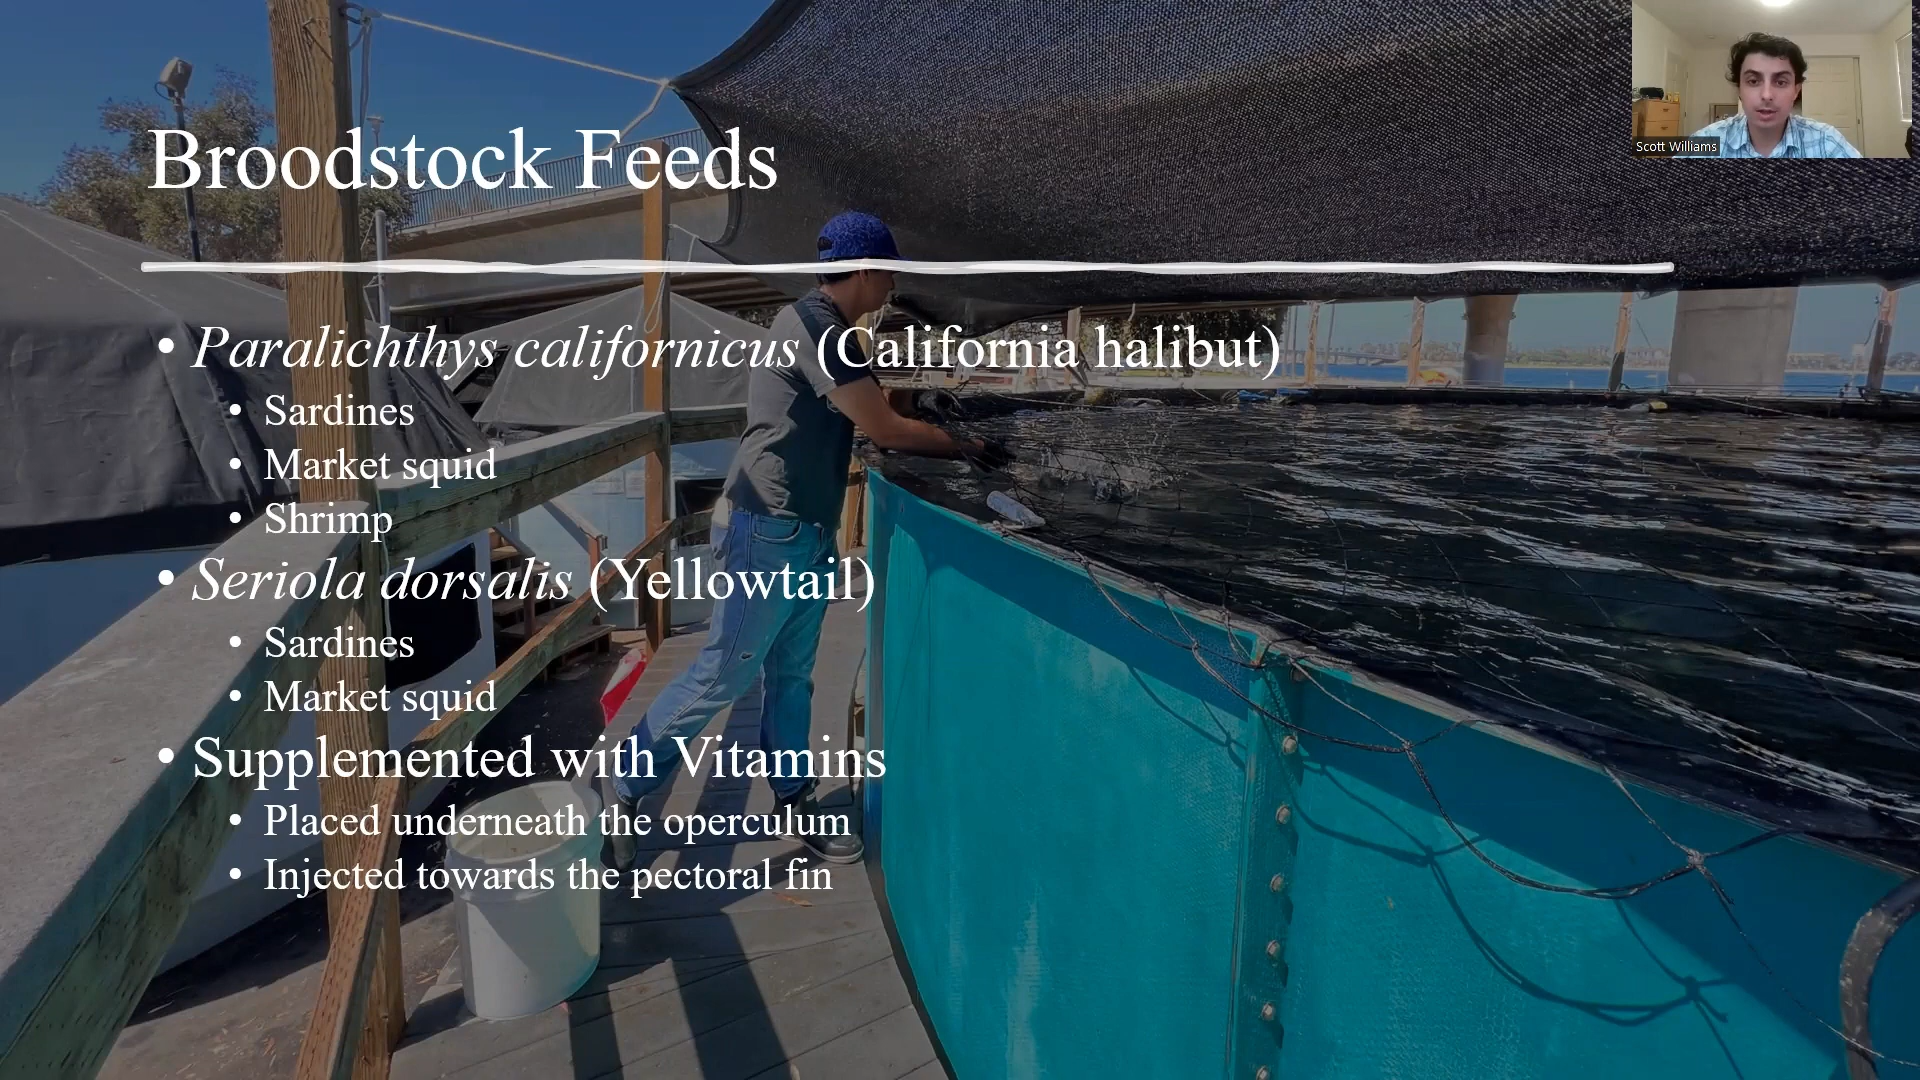 Scott Williams
Broodstock Feeds
• Paralichthys californicus (California halibut)
• Sardines
• Market squid
• Shrimp
• Seriola dorsalis (Yellowtail)
• Sardines
• Market squid
• Supplemented with Vitamins
• Placed underneath the operculum
• Injected towards the pectoral fin